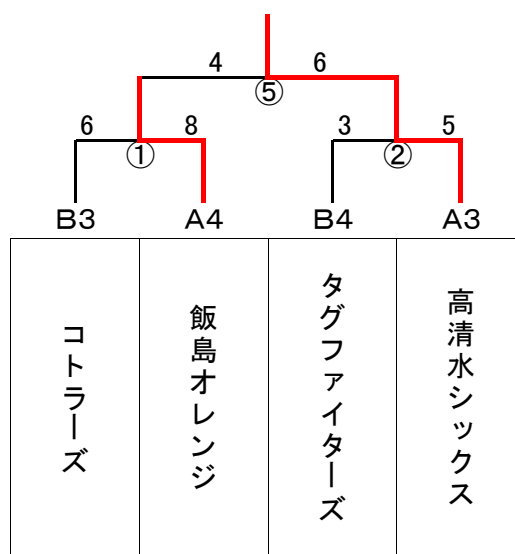 4 6
⑤
6 8 3 5
① ②
B3 A4 B4 A3
コトラーズ
飯島オレンジ
タグファイターズ
高清水シックス